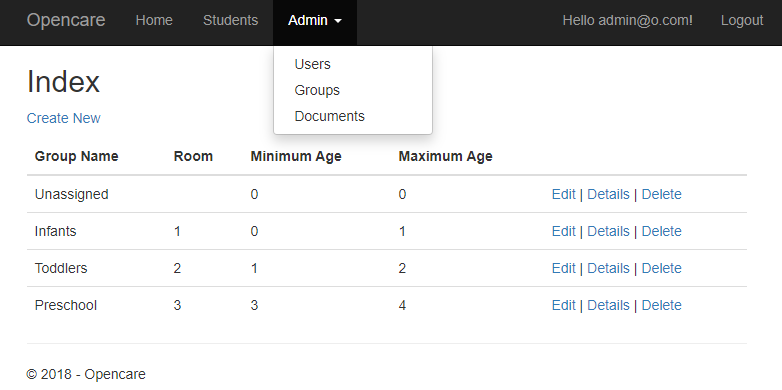 Opencare Home Students Admin Hello admin@o.com! Logout
Users
Groups
Documents
Index
Create New
Group Name Room Minimum Age Maximum Age
Unassigned 0 0 Edit | Details | Delete
Infants 1 0 1 Edit | Details | Delete
Toddlers 2 1 2 Edit | Details | Delete
Preschool 3 3 4 Edit | Details | Delete
© 2018 - Opencare